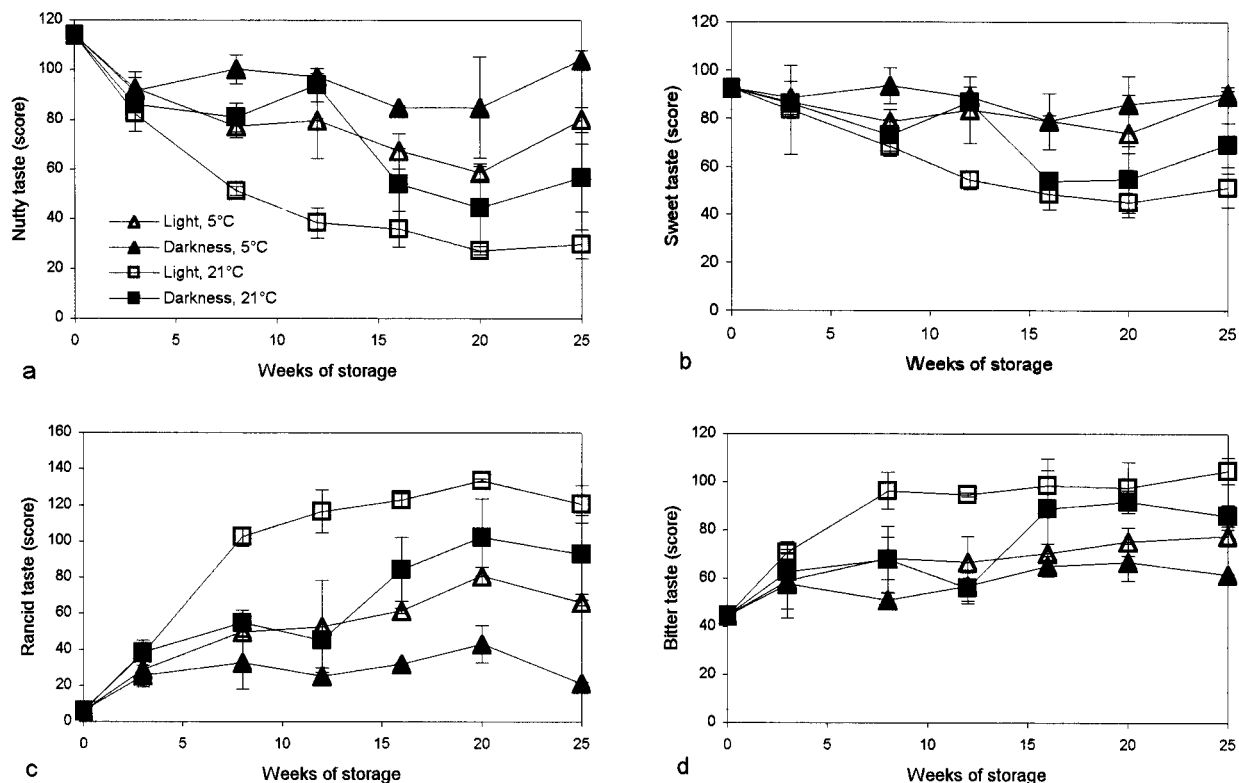 120
100
80
60
40
20
0
Nutty taste (score)
Light, 5°C
Darkness, 5°C
Light, 21°C
Darkness, 21°C
0 5 10 15 20 25
Weeks of storage
a
120
100
80
60
40
20
0
Sweet taste (score)
0 5 10 15 20 25
Weeks of storage
b
160
140
120
100
80
60
40
20
0
Rancid taste (score)
0 5 10 15 20 25
Weeks of storage
c
120
100
80
60
40
20
0
Bitter taste (score)
0 5 10 15 20 25
Weeks of storage
d